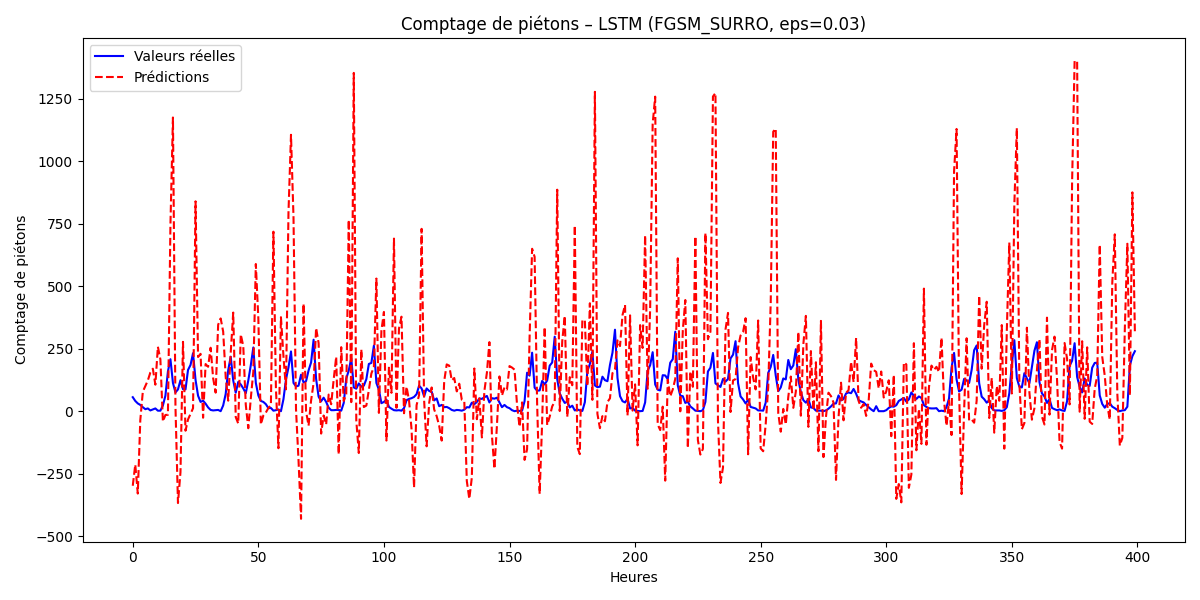 Comptage de piétons – LSTM (FGSM_SURRO, eps=0.03)
Valeurs réelles
Prédictions
Comptage de piétons
1250
1000
750
500
250
0
−250
−500
0 50 100 150 200 250 300 350 400
Heures